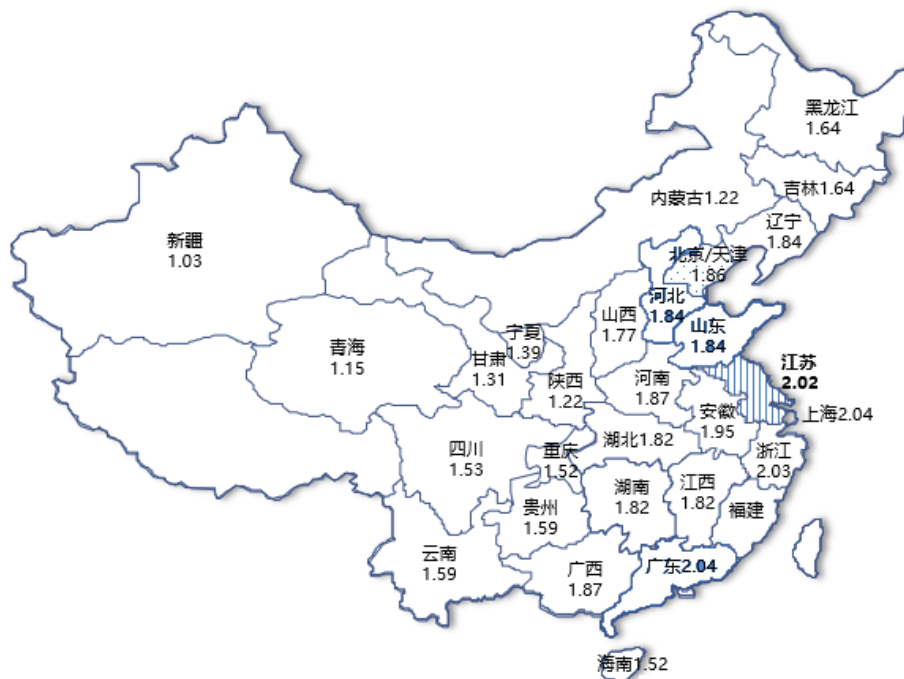 黑龙江
1.64
吉林1.64
内蒙古1.22
辽宁
1.84
新疆
1.03
北京/天津
1.86
河北
1.84
山西
1.77
山东
1.84
宁夏
1.39
青海
1.15
甘肃
1.31
江苏
2.02
陕西
1.22
河南
1.87
安徽
1.95
上海2.04
湖北1.82
四川
1.53
重庆
1.52
浙江
2.03
湖南
1.82
江西
1.82
贵州
1.59
福建
云南
1.59
广西
1.87
广东2.04
海南1.52